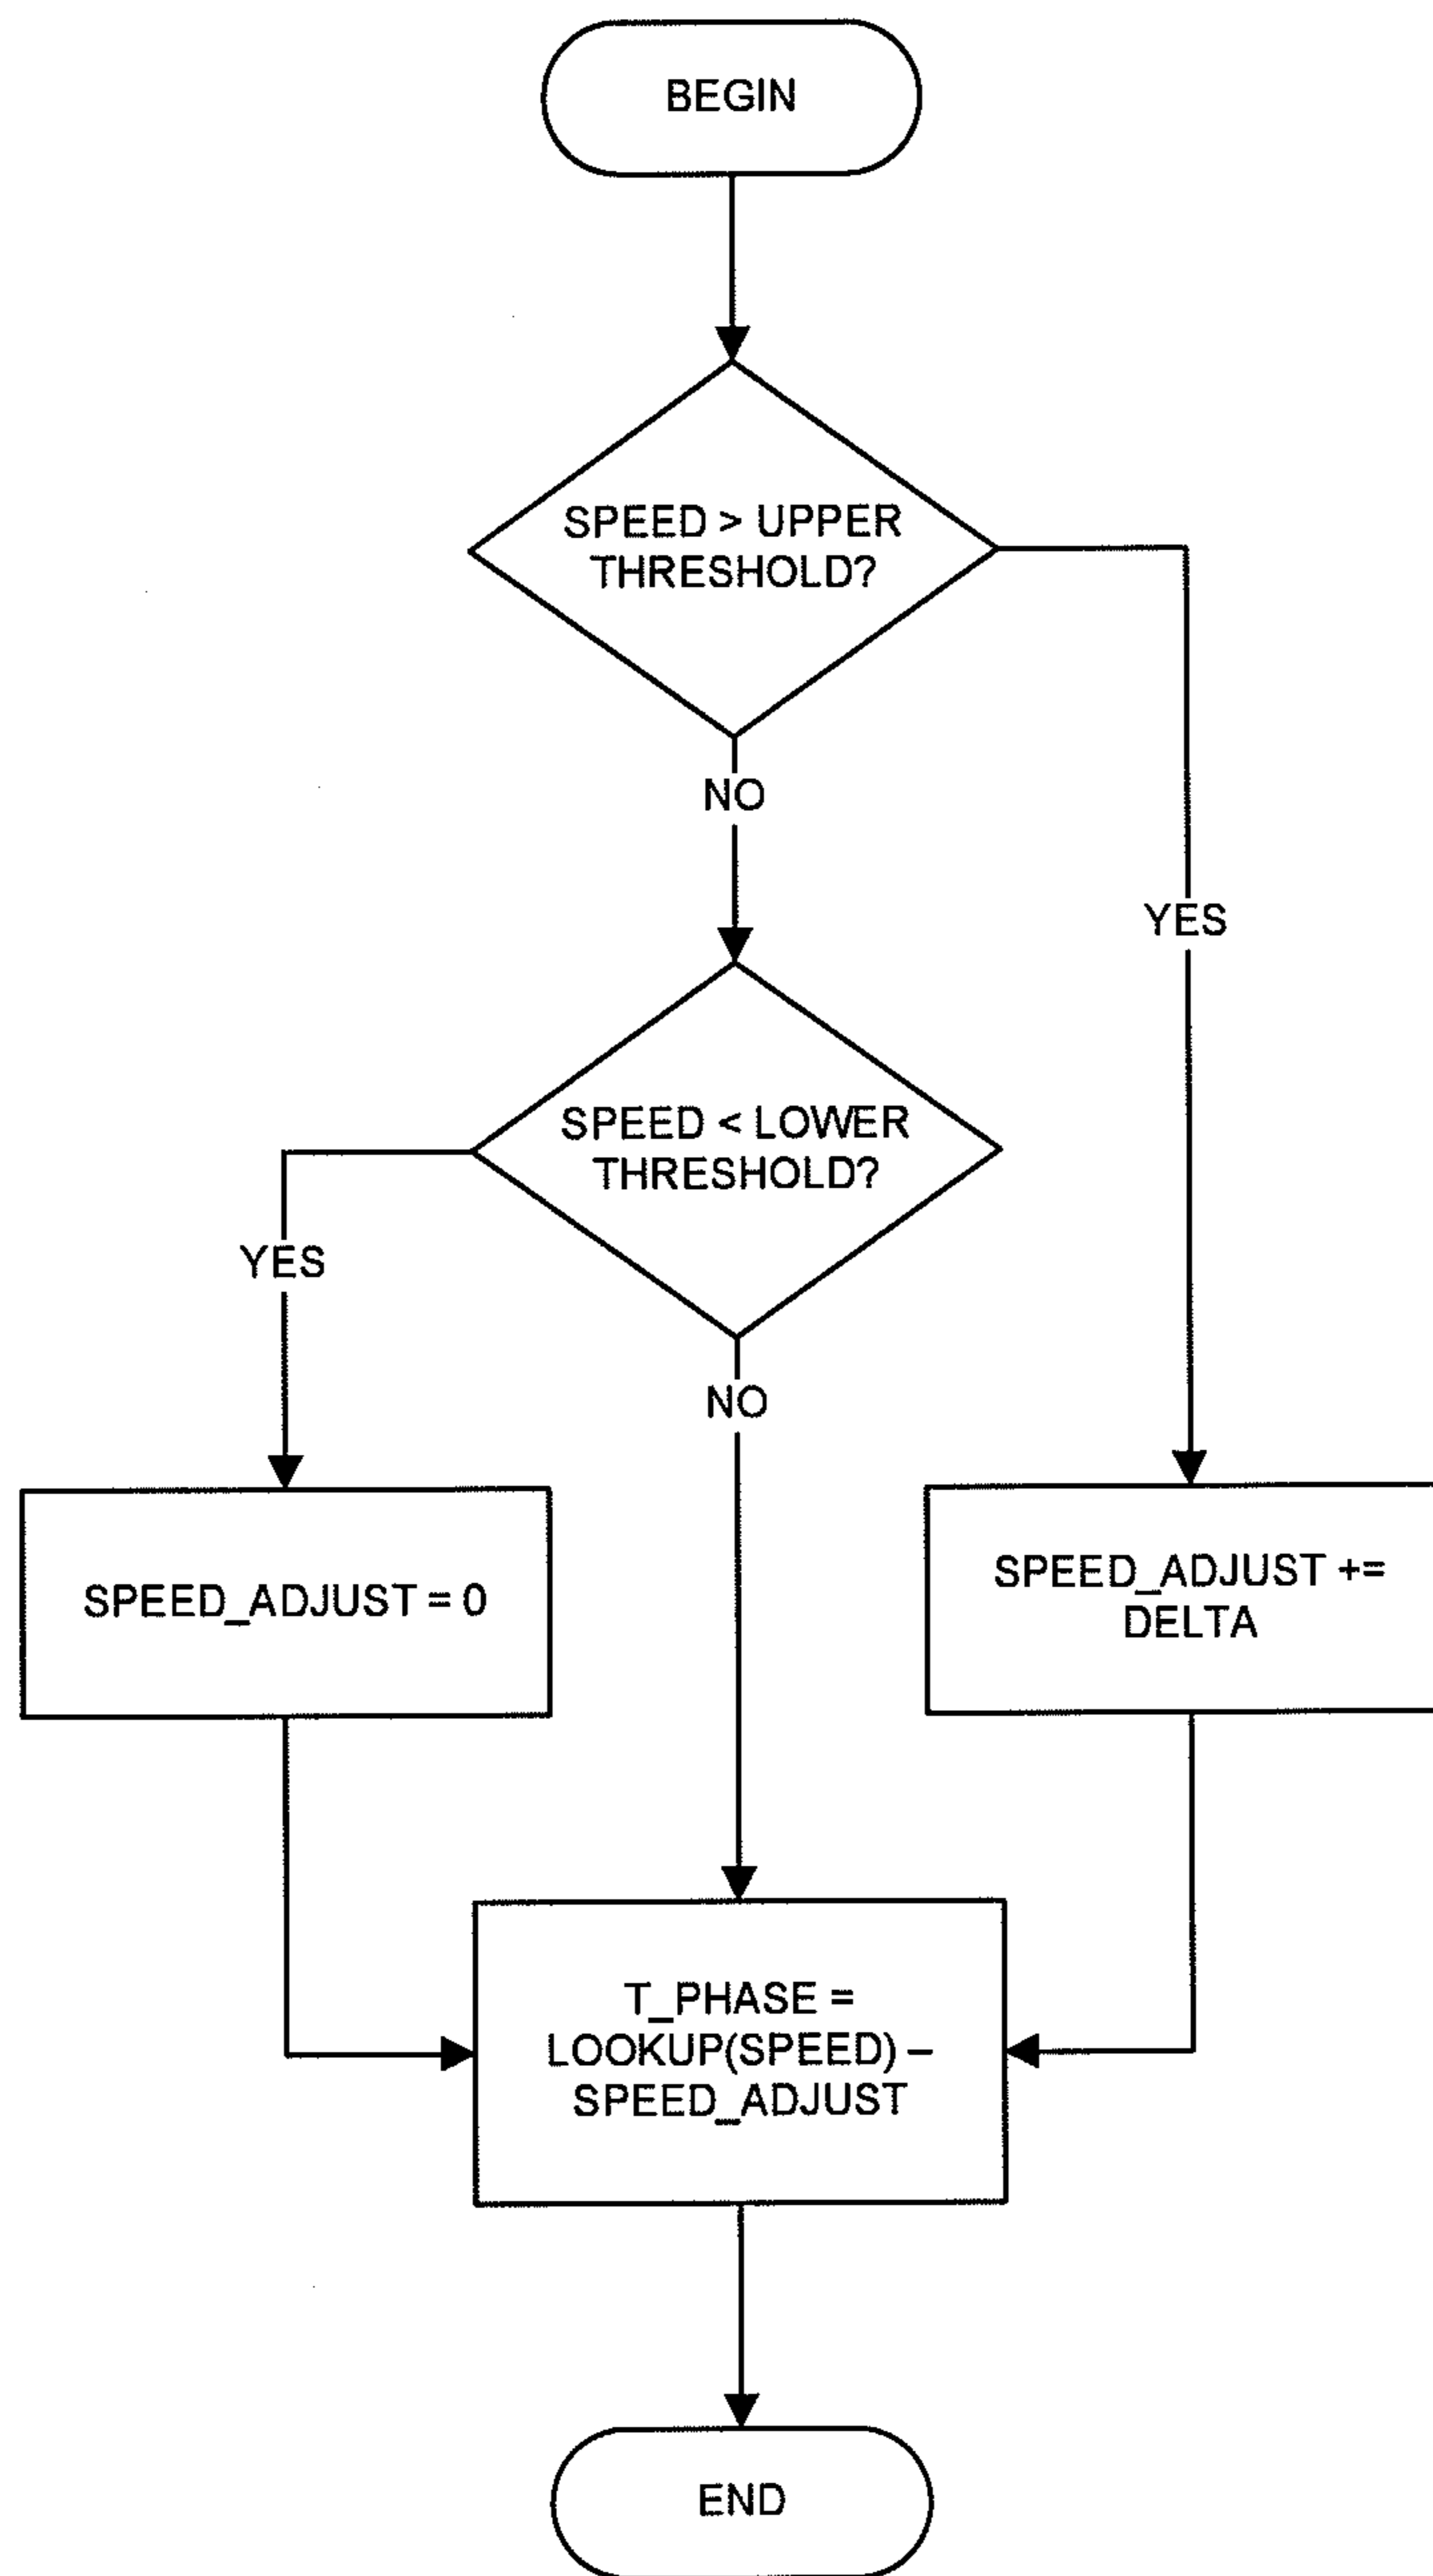 BEGIN
SPEED > UPPER
THRESHOLD?
NO
YES
SPEED < LOWER
THRESHOLD?
YES
NO
SPEED_ADJUST = 0
SPEED_ADJUST +=
DELTA
T_PHASE =
LOOKUP(SPEED) –
SPEED_ADJUST
END